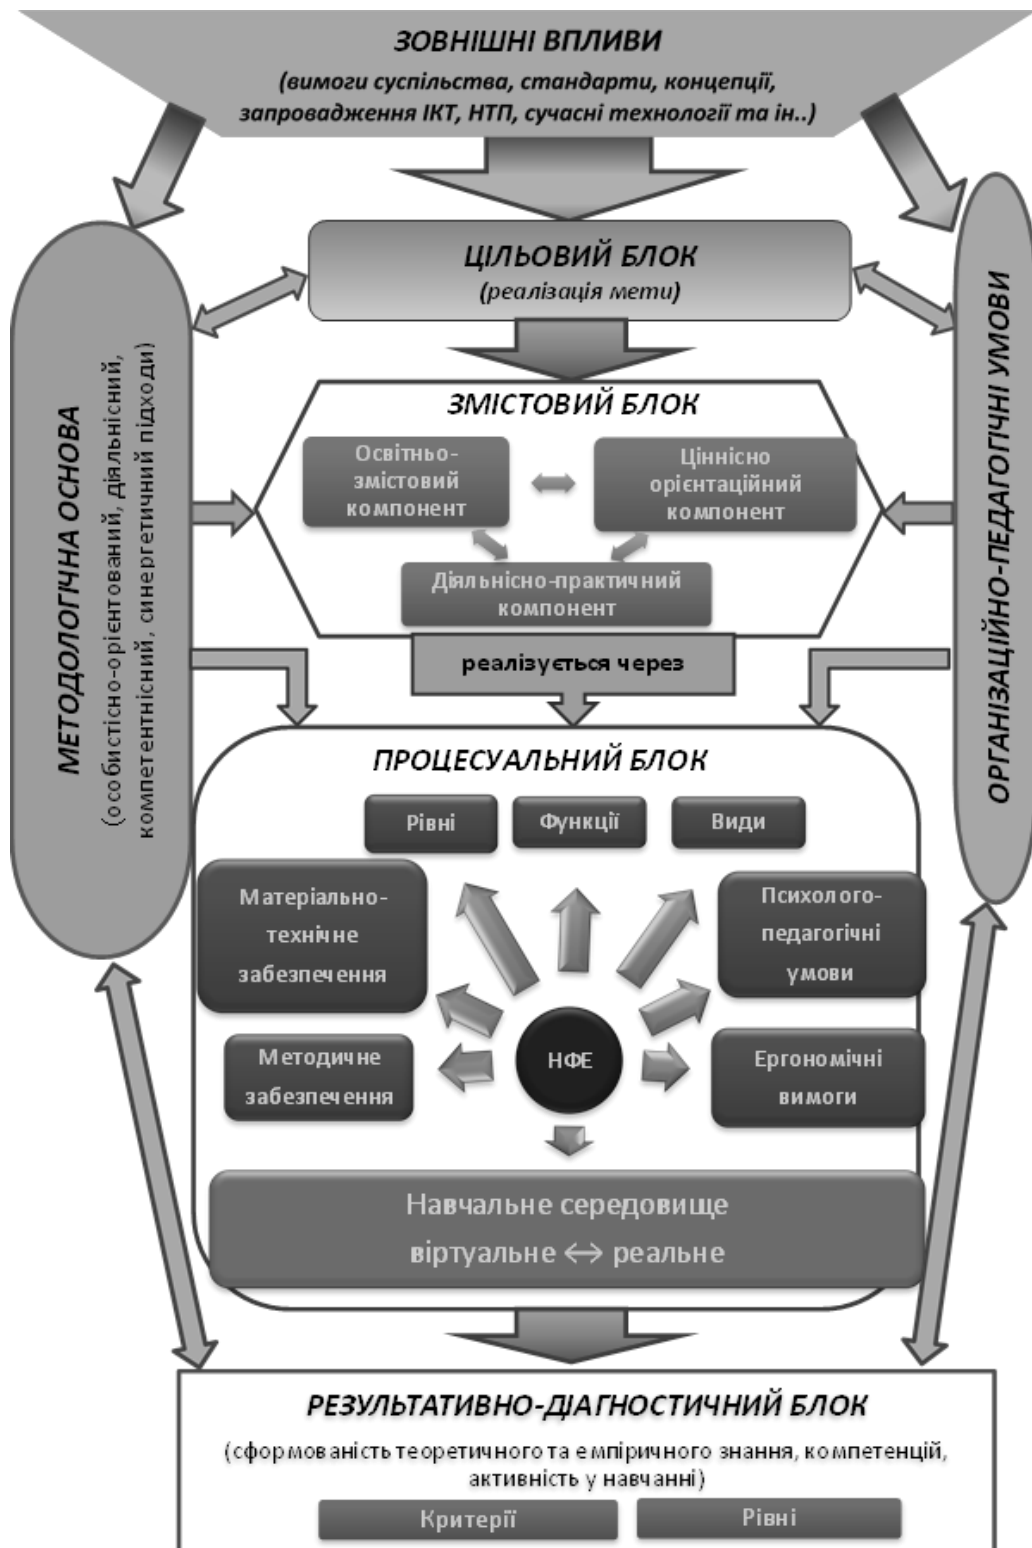 ЗОВНІШНІ ВПЛИВИ
(вимоги суспільства, стандарти, концепції,
запровадження ІКТ, НТП, сучасні технології та ін..)
ЦІЛЬОВИЙ БЛОК
(реалізація мети)
МЕТОДОЛОГІЧНА ОСНОВА
(особистісно-орієнтований, діяльнісний,
компетентнісний, синергетичний підходи)
ОРГАНІЗАЦІЙНО-ПЕДАГОГІЧНІ УМОВИ
ЗМІСТОВИЙ БЛОК
Освітньо-
змістовий
компонент
Ціннісно
орієнтаційний
компонент
Діяльнісно-практичний
компонент
реалізується через
ПРОЦЕСУАЛЬНИЙ БЛОК
Рівні
Функції
Види
Матеріально-
технічне
забезпечення
Психолого-
педагогічні
умови
НФЕ
Методичне
забезпечення
Ергономічні
вимоги
Навчальне середовище
віртуальне ↔ реальне
РЕЗУЛЬТАТИВНО-ДІАГНОСТИЧНИЙ БЛОК
(сформованість теоретичного та емпіричного знання, компетенцій,
активність у навчанні)
Критерії
Рівні